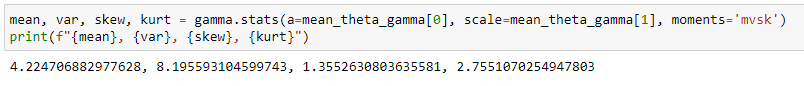 mean, var, skew, kurt = gamma.stats(a=mean_theta_gamma[0], scale=mean_theta_gamma[1], moments='mvsk')
print(f"{mean}, {var}, {skew}, {kurt}")
4.224706882977628, 8.195593104599743, 1.3552630803635581, 2.7551070254947803